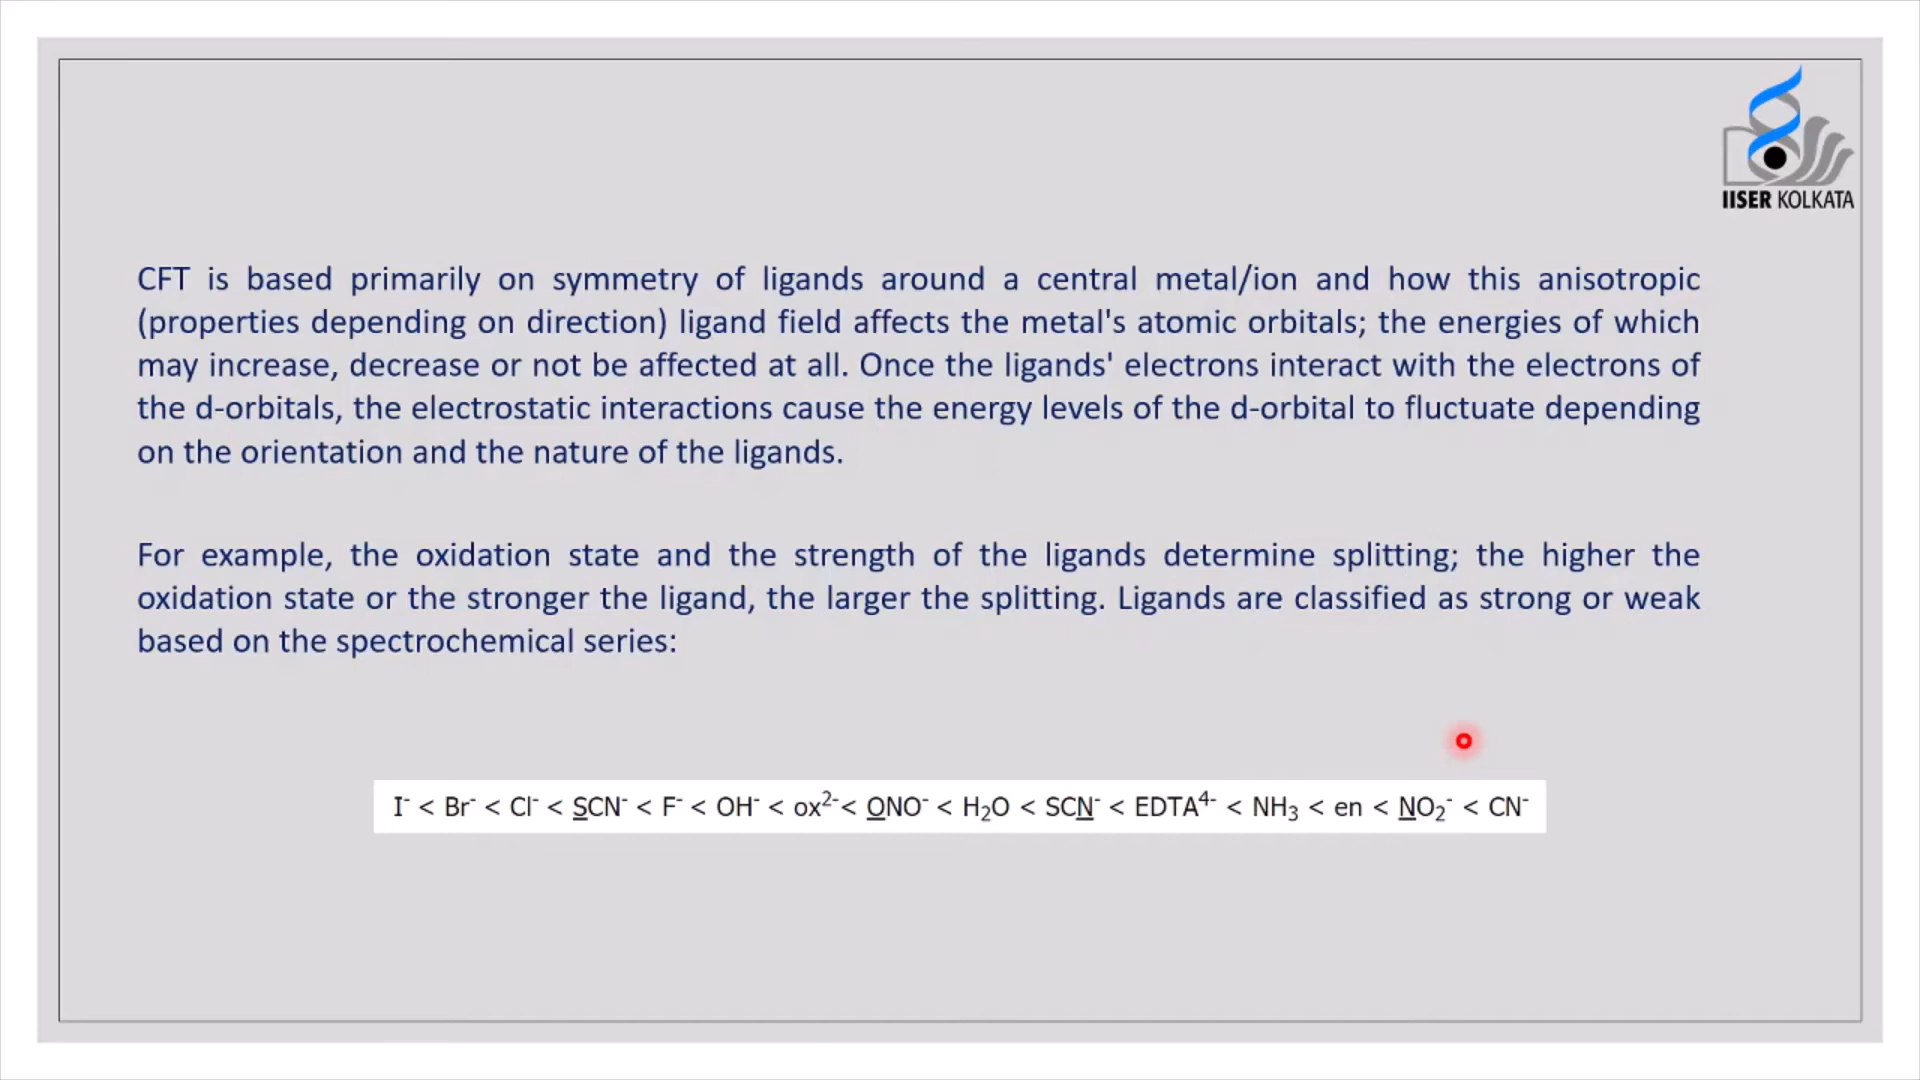 IISER KOLKATA
CFT is based primarily on symmetry of ligands around a central metal/ion and how this anisotropic
(properties depending on direction) ligand field affects the metal's atomic orbitals; the energies of which
may increase, decrease or not be affected at all. Once the ligands' electrons interact with the electrons of
the d-orbitals, the electrostatic interactions cause the energy levels of the d-orbital to fluctuate depending
on the orientation and the nature of the ligands.
For example, the oxidation state and the strength of the ligands determine splitting; the higher the
oxidation state or the stronger the ligand, the larger the splitting. Ligands are classified as strong or weak
based on the spectrochemical series:
I⁻ < Br⁻ < Cl⁻ < SCN⁻ < F⁻ < OH⁻ < ox²⁻ < ONO⁻ < H₂O < SCN⁻ < EDTA⁴⁻ < NH₃ < en < NO₂⁻ < CN⁻